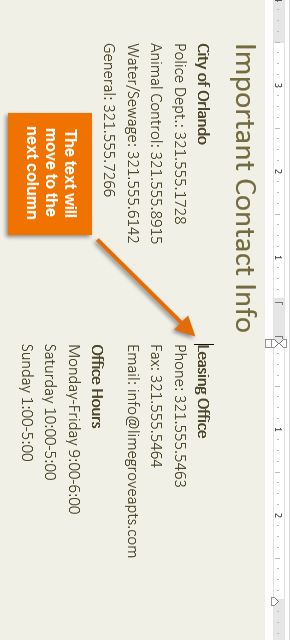 Important Contact Info
City of Orlando
Police Dept.: 321.555.1728
Animal Control: 321.555.8915
Water/Sewage: 321.555.6142
General: 321.555.7266
Leasing Office
Phone: 321.555.5463
Fax: 321.555.5464
Email: info@limegroveapts.com
Office Hours
Monday-Friday 9:00-6:00
Saturday 10:00-5:00
Sunday 1:00-5:00
The text will
move to the
next column
3
2
1
1
2